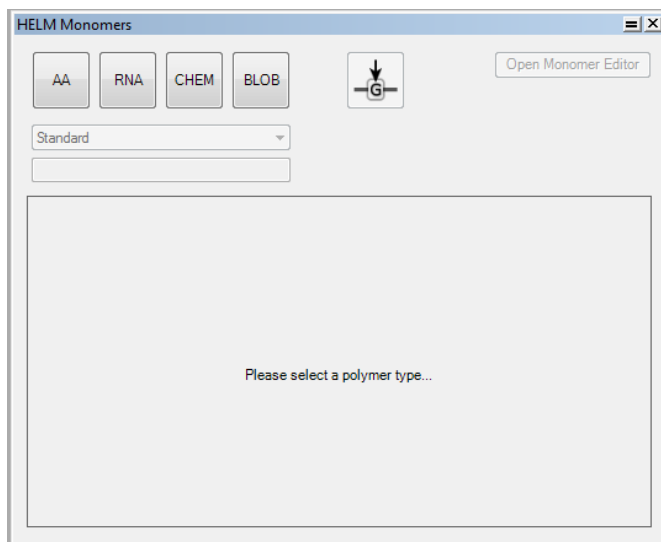 HELM Monomers
AA RNA CHEM BLOB G Open Monomer Editor
Standard
Please select a polymer type...